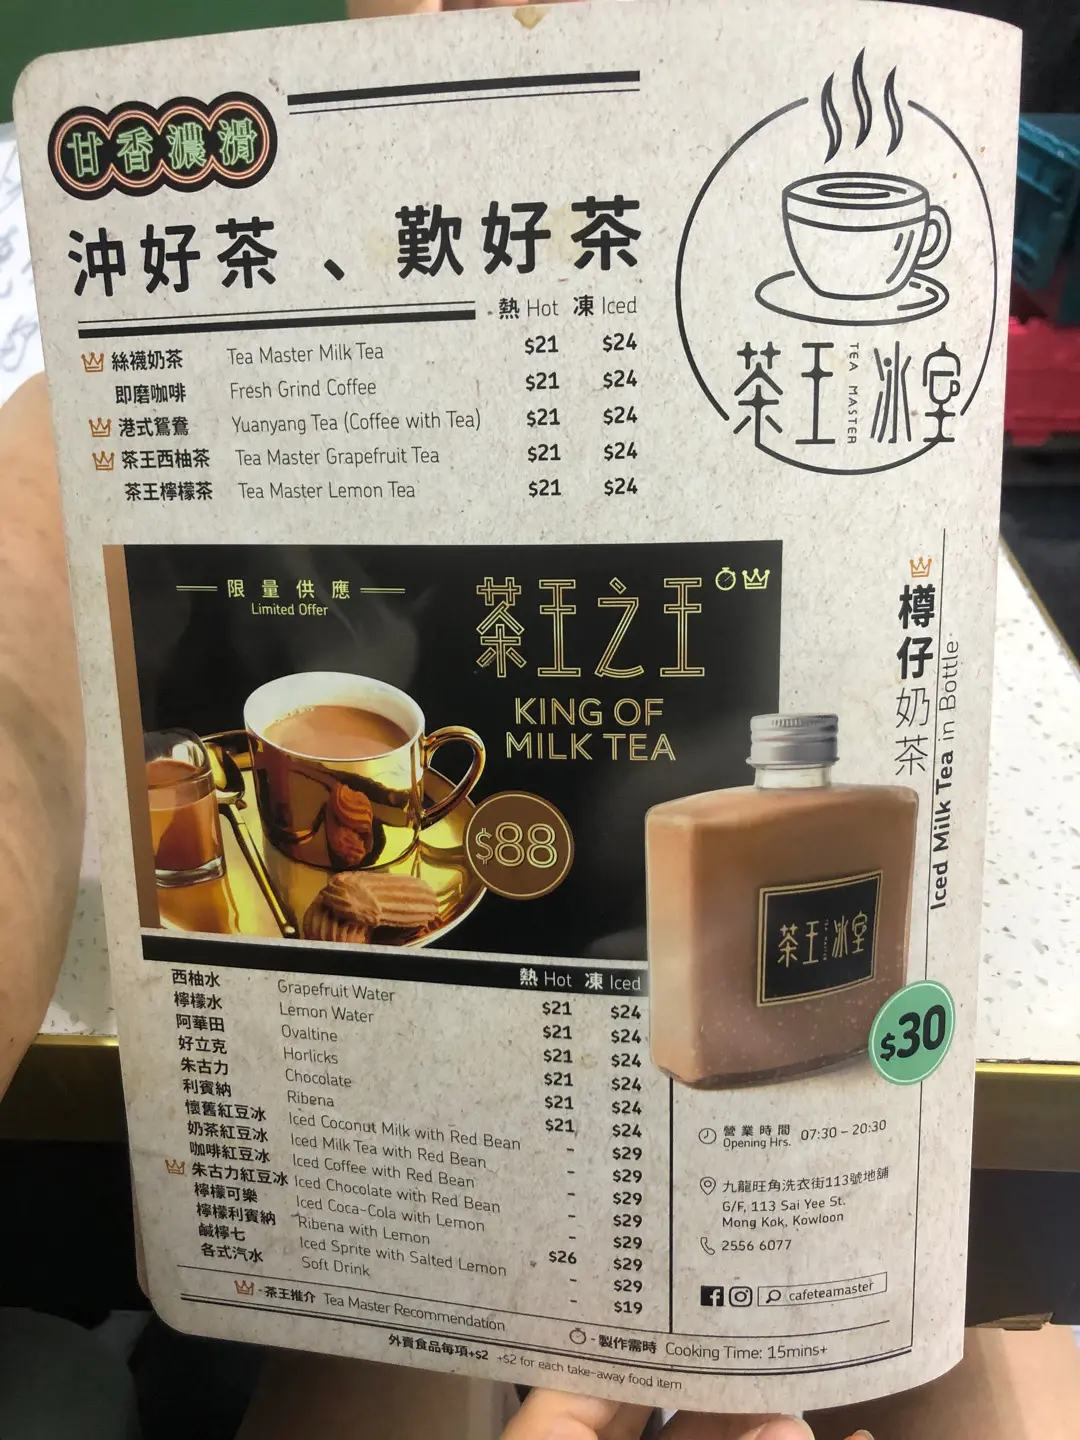 甘香濃滑
沖好茶、歎好茶
茶王冰室
TEA MASTER
熱 Hot 凍 Iced
絲襪奶茶 Tea Master Milk Tea $21 $24
即磨咖啡 Fresh Grind Coffee $21 $24
港式鴛鴦 Yuanyang Tea (Coffee with Tea) $21 $24
茶王西柚茶 Tea Master Grapefruit Tea $21 $24
茶王檸檬茶 Tea Master Lemon Tea $21 $24
限量供應
Limited Offer
茶王之王
KING OF
MILK TEA
$88
樽仔奶茶
Iced Milk Tea in Bottle
茶王冰室
$30
熱 Hot 凍 Iced
西柚水 Grapefruit Water $21 $24
檸檬水 Lemon Water $21 $24
阿華田 Ovaltine $21 $24
好立克 Horlicks $21 $24
朱古力 Chocolate $21 $24
利賓納 Ribena $21 $24
懷舊紅豆冰 Iced Coconut Milk with Red Bean - $29
奶茶紅豆冰 Iced Milk Tea with Red Bean - $29
咖啡紅豆冰 Iced Coffee with Red Bean - $29
朱古力紅豆冰 Iced Chocolate with Red Bean - $29
檸檬可樂 Iced Coca-Cola with Lemon - $29
檸檬利賓納 Ribena with Lemon $26 $29
鹹檸七 Iced Sprite with Salted Lemon - $29
各式汽水 Soft Drink - $19
營業時間 07:30 – 20:30
Opening Hrs.
九龍旺角洗衣街113號地舖
G/F, 113 Sai Yee St.
Mong Kok, Kowloon
2556 6077
cafeteamaster
- 茶王推介 Tea Master Recommendation
- 製作需時 Cooking Time: 15mins+
外賣食品每項+$2 +$2 for each take-away food item